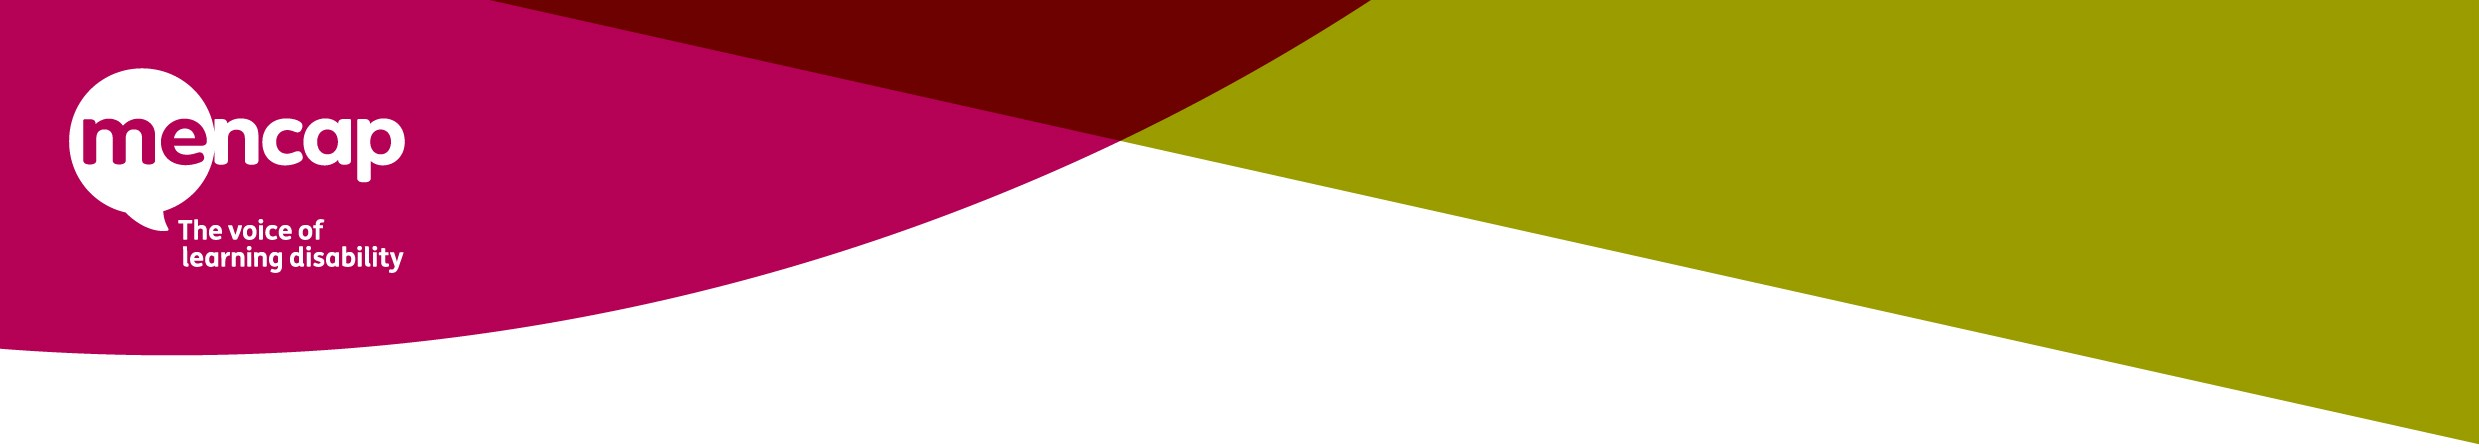 mencap
The voice of
learning disability